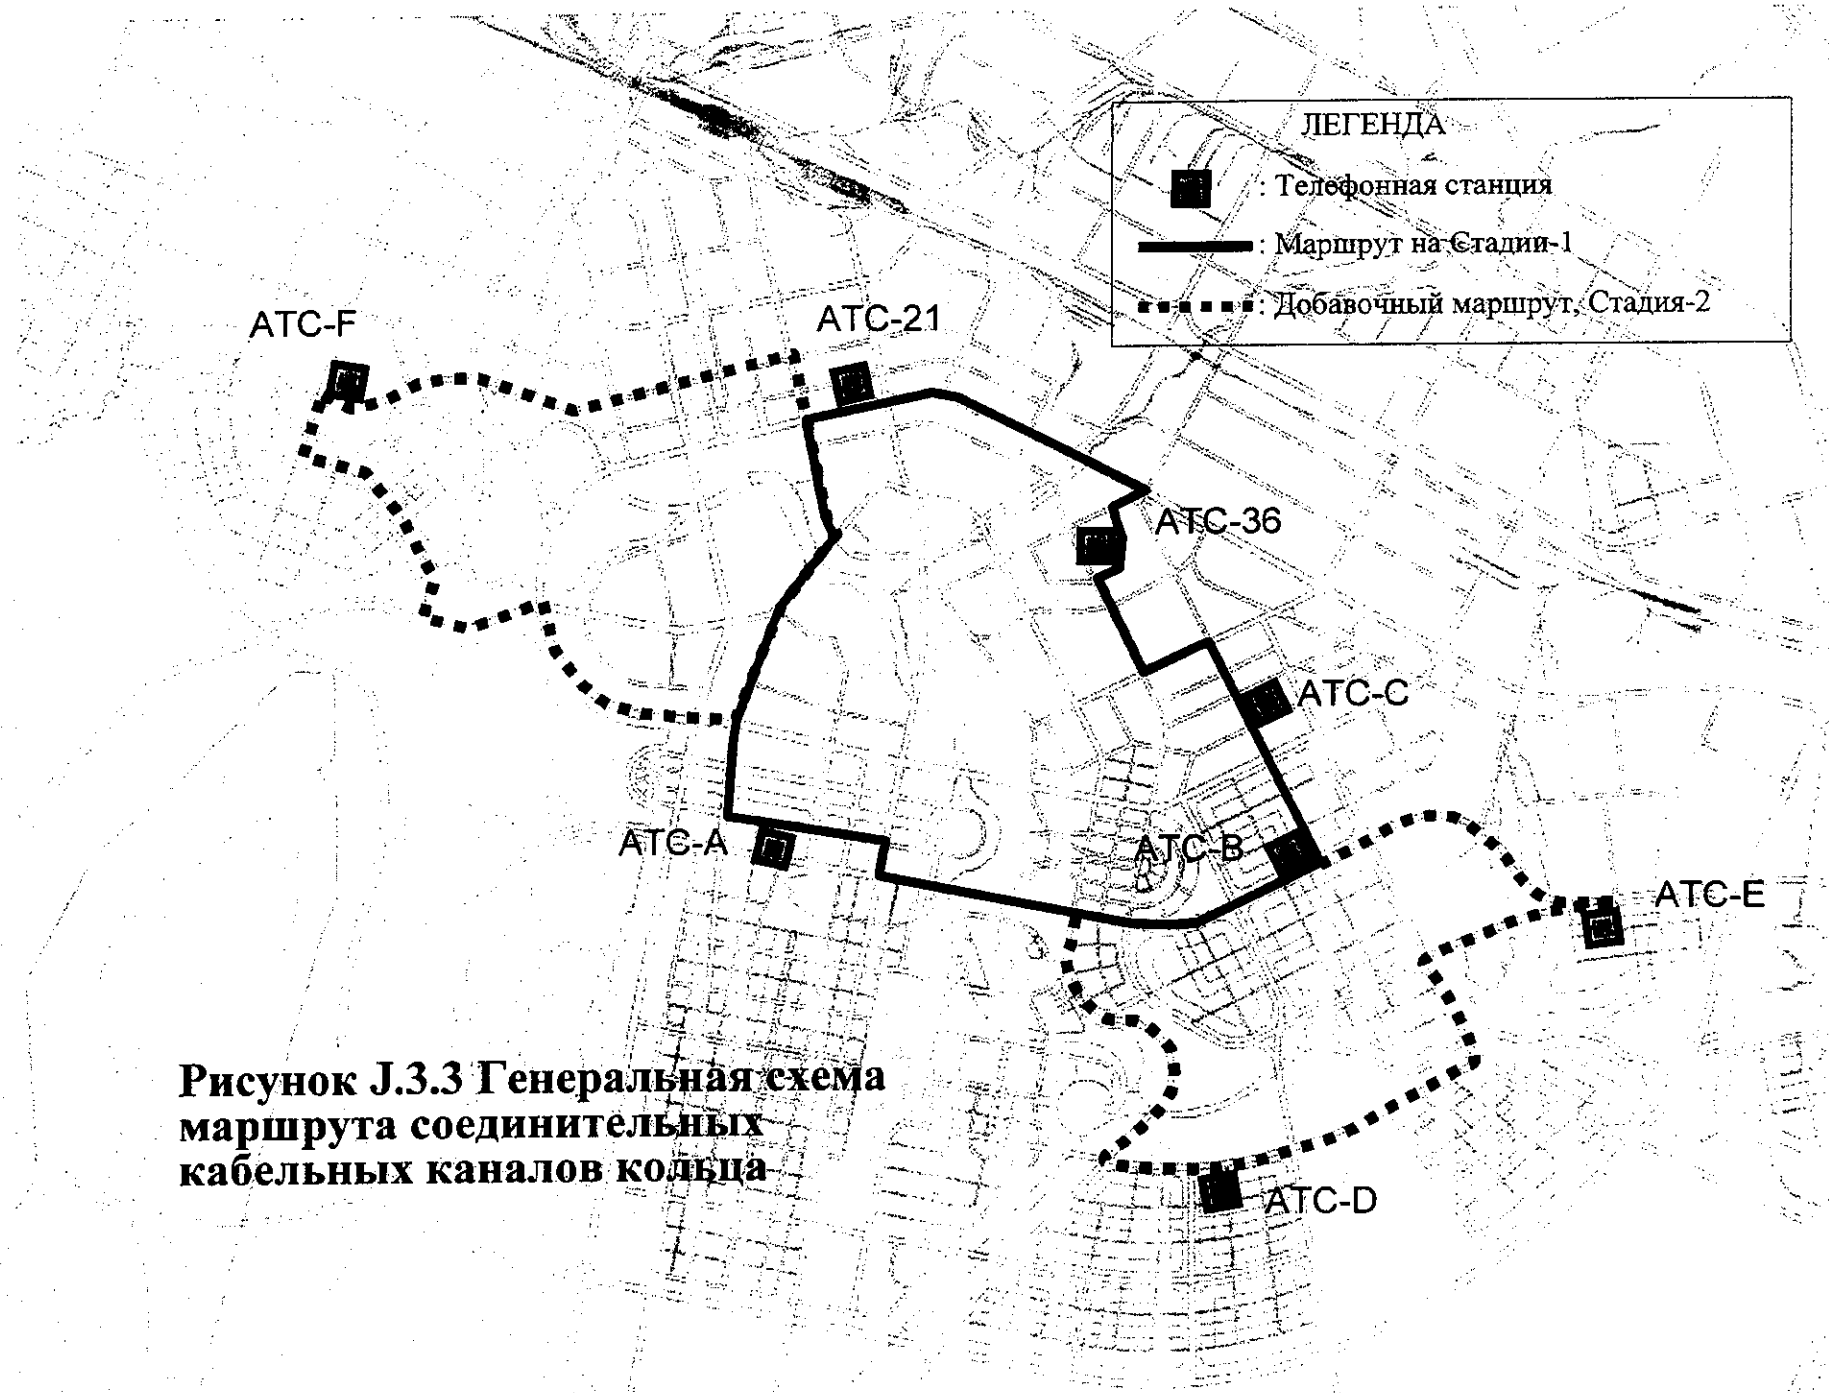 ЛЕГЕНДА
: Телефонная станция
: Маршрут на Стадии-1
: Добавочный маршрут, Стадия-2
АТС-F
АТС-21
АТС-36
АТС-C
АТС-A
АТС-B
АТС-E
Рисунок J.3.3 Генеральная схема
маршрута соединительных
кабельных каналов кольца
АТС-D